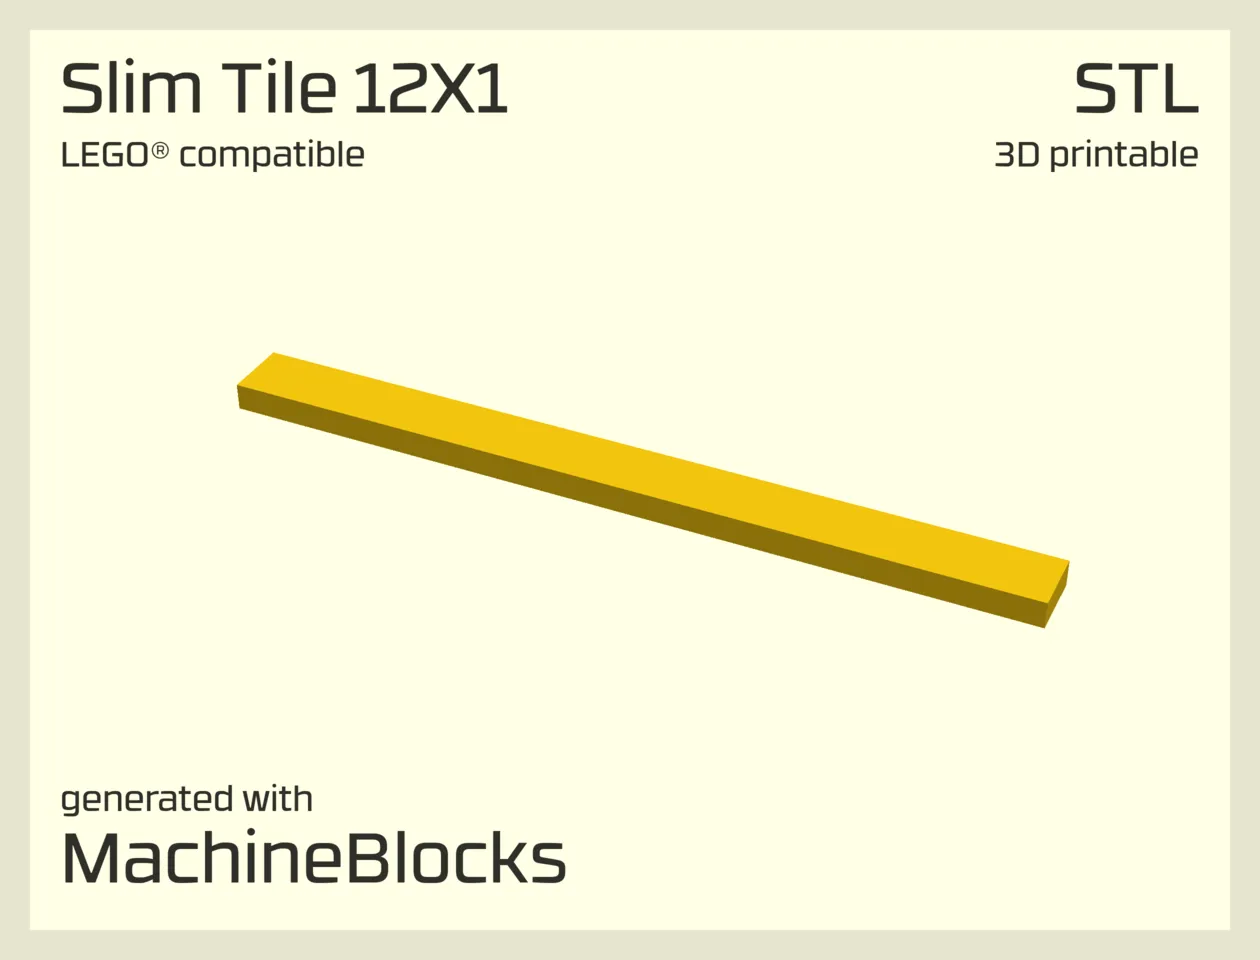 Slim Tile 12X1
LEGO® compatible
STL
3D printable
generated with
MachineBlocks